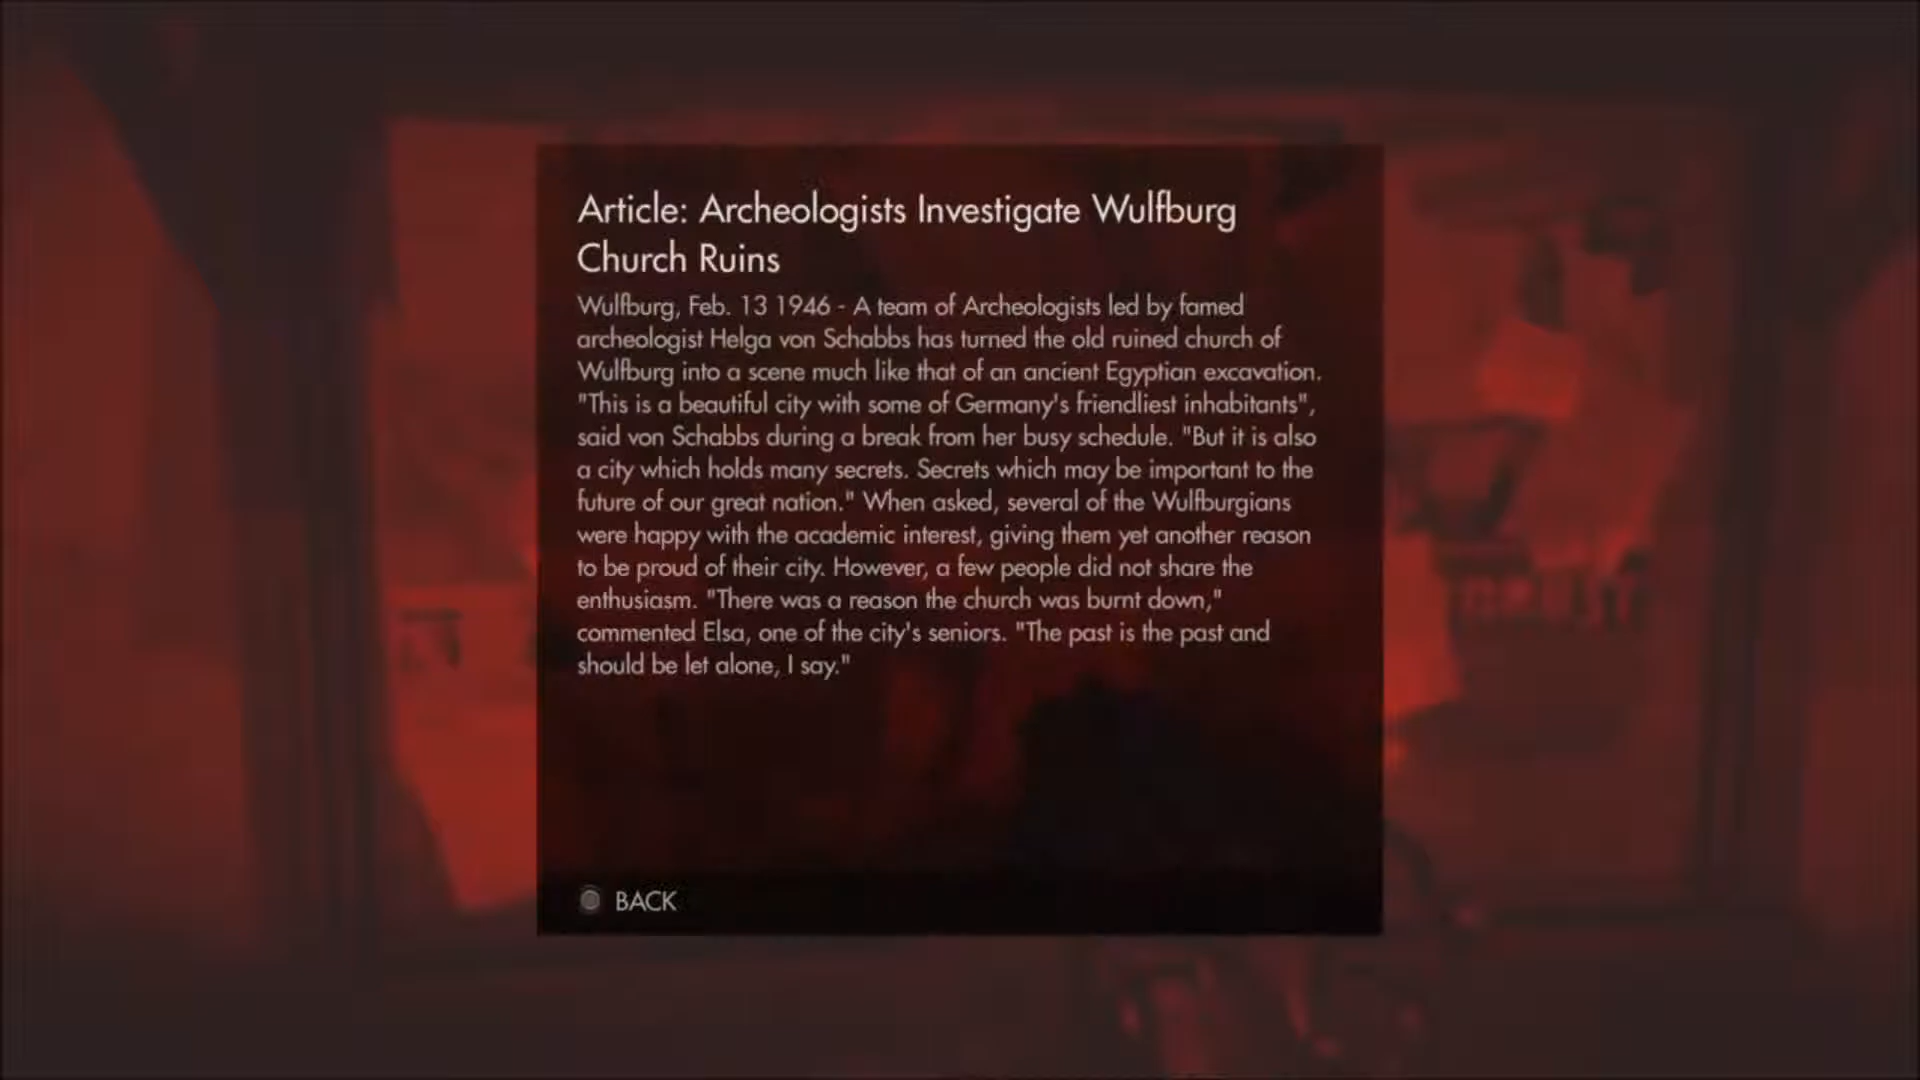 Article: Archeologists Investigate Wulfburg
Church Ruins
Wulfburg, Feb. 13 1946 - A team of Archeologists led by famed
archeologist Helga von Schabbs has turned the old ruined church of
Wulfburg into a scene much like that of an ancient Egyptian excavation.
"This is a beautiful city with some of Germany's friendliest inhabitants",
said von Schabbs during a break from her busy schedule. "But it is also
a city which holds many secrets. Secrets which may be important to the
future of our great nation." When asked, several of the Wulfburgians
were happy with the academic interest, giving them yet another reason
to be proud of their city. However, a few people did not share the
enthusiasm. "There was a reason the church was burnt down,"
commented Elsa, one of the city's seniors. "The past is the past and
should be let alone, I say."
BACK